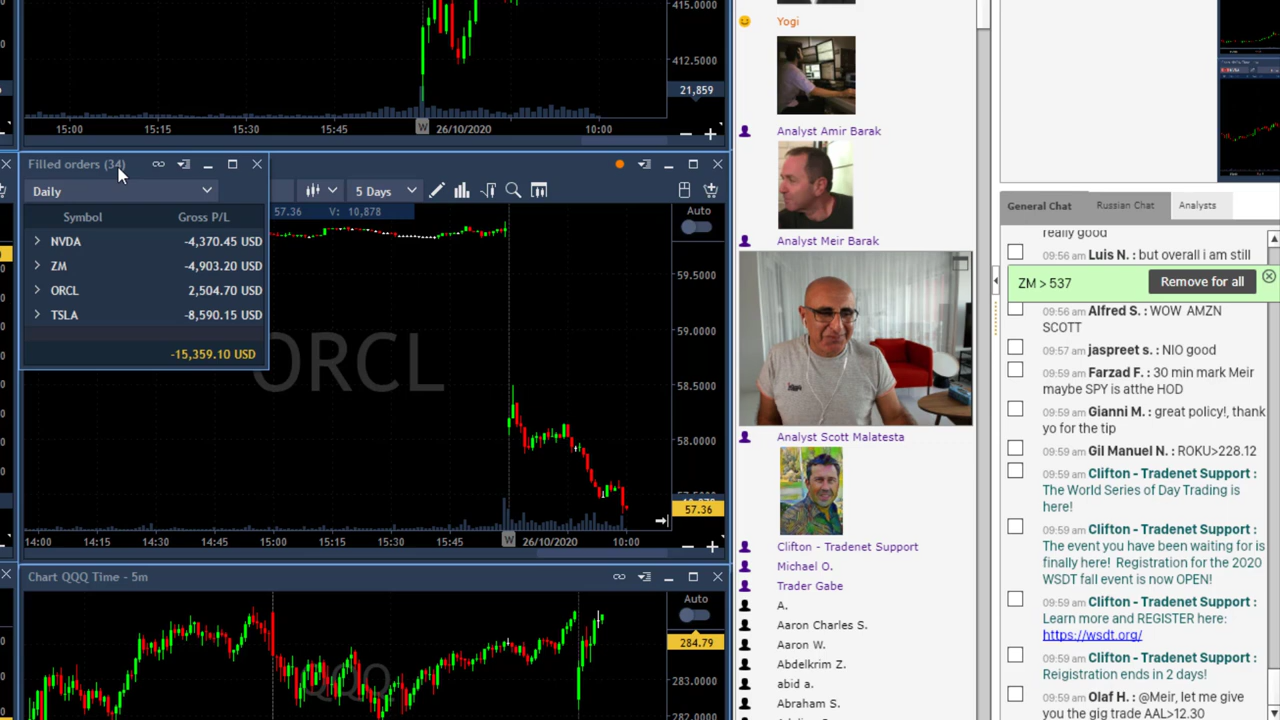 415.0000
412.5000
21,859
15:00 15:15 15:30 15:45 W 26/10/2020 10:00
Filled orders (34)
Daily
Symbol Gross P/L
NVDA -4,370.45 USD
ZM -4,903.20 USD
ORCL 2,504.70 USD
TSLA -8,590.15 USD
-15,359.10 USD
5 Days
57.36 V: 10,878
Auto
59.5000
59.0000
58.5000
58.0000
57.36
ORCL
14:00 14:15 14:30 14:45 15:00 15:15 15:30 15:45 W 26/10/2020 10:00
Chart QQQ Time - 5m
Auto
284.79
283.0000
282.0000
QQQ
Yogi
Analyst Amir Barak
Analyst Meir Barak
Analyst Scott Malatesta
Clifton - Tradenet Support
Michael O.
Trader Gabe
A.
Aaron Charles S.
Aaron W.
Abdelkrim Z.
abid a.
Abraham S.
General Chat Russian Chat Analysts
really good
09:56 am Luis N. : but overall i am still
ZM > 537 Remove for all
09:56 am Alfred S. : WOW AMZN
SCOTT
09:57 am jaspreet s. : NIO good
09:59 am Farzad F. : 30 min mark Meir
maybe SPY is atthe HOD
09:59 am Gianni M. : great policy!, thank
yo for the tip
09:59 am Gil Manuel N. : ROKU>228.12
09:59 am Clifton - Tradenet Support :
The World Series of Day Trading is
here!
09:59 am Clifton - Tradenet Support :
The event you have been waiting for is
finally here! Registration for the 2020
WSDT fall event is now OPEN!
09:59 am Clifton - Tradenet Support :
Learn more and REGISTER here:
https://wsdt.org/
09:59 am Clifton - Tradenet Support :
Reigistration ends in 2 days!
09:59 am Olaf H. : @Meir, let me give
you the gig trade AAL>12.30